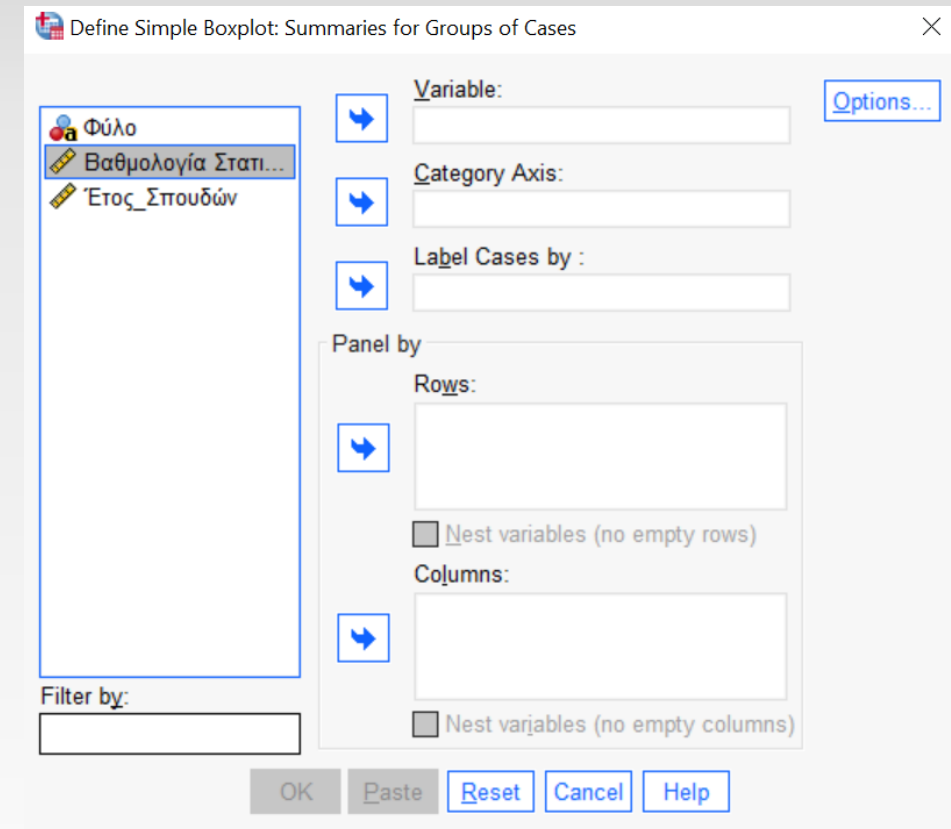 Define Simple Boxplot: Summaries for Groups of Cases
Φύλο
Βαθμολογία Στατι...
Έτος_Σπουδών
Filter by:
Variable:
Category Axis:
Label Cases by :
Panel by
Rows:
Nest variables (no empty rows)
Columns:
Nest variables (no empty columns)
Options...
OK Paste Reset Cancel Help